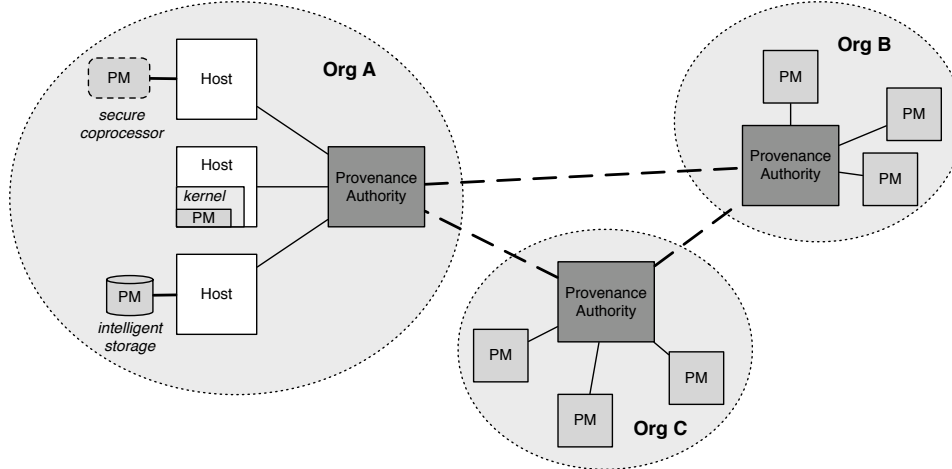 Org A
PM
Host
secure
coprocessor
Host
kernel
PM
Provenance
Authority
PM
Host
intelligent
storage
Org B
PM
PM
Provenance
Authority
PM
Provenance
Authority
PM
PM
PM
Org C